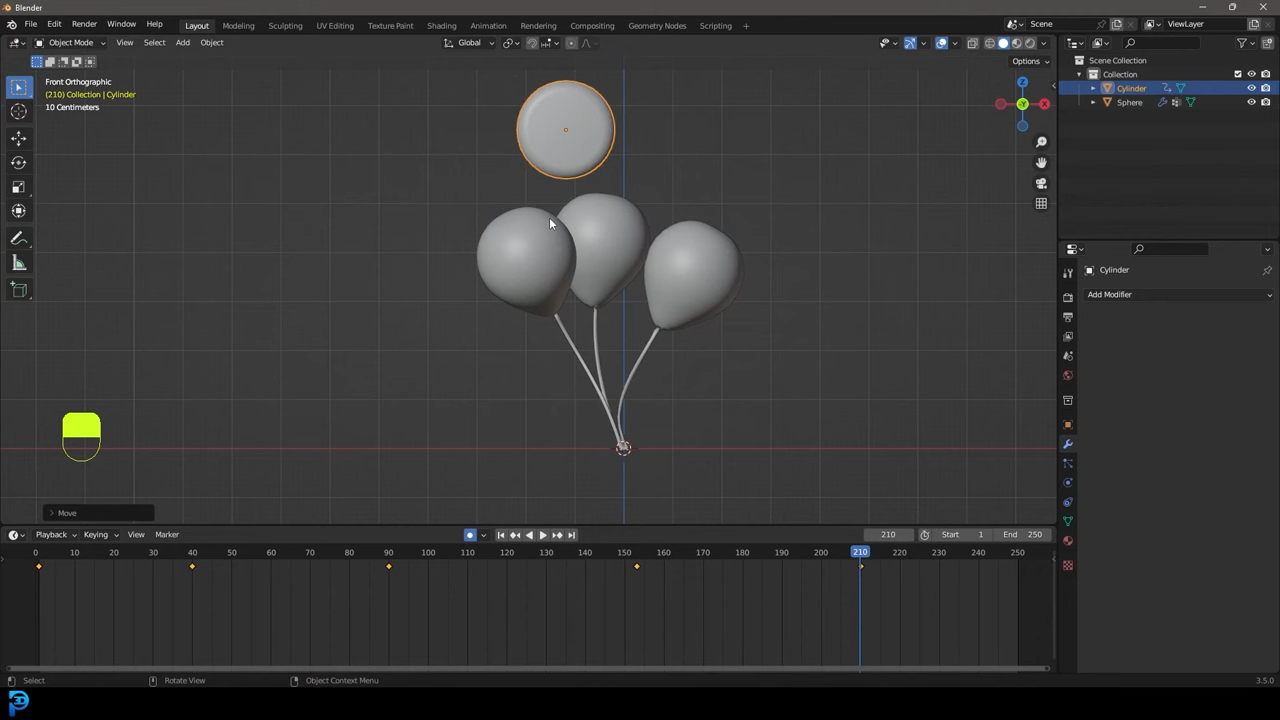 Blender
File Edit Render Window Help Layout Modeling Sculpting UV Editing Texture Paint Shading Animation Rendering Compositing Geometry Nodes Scripting + Scene ViewLayer
Object Mode View Select Add Object Global
Options
Front Orthographic
(210) Collection | Cylinder
10 Centimeters
Z
X
Y
Scene Collection
Collection
Cylinder
Sphere
Cylinder
Add Modifier
Move
Playback Keying View Marker 210 Start 1 End 250
0 10 20 30 40 50 60 70 80 90 100 110 120 130 140 150 160 170 180 190 200 210 220 230 240 250
Select Rotate View Object Context Menu 3.5.0